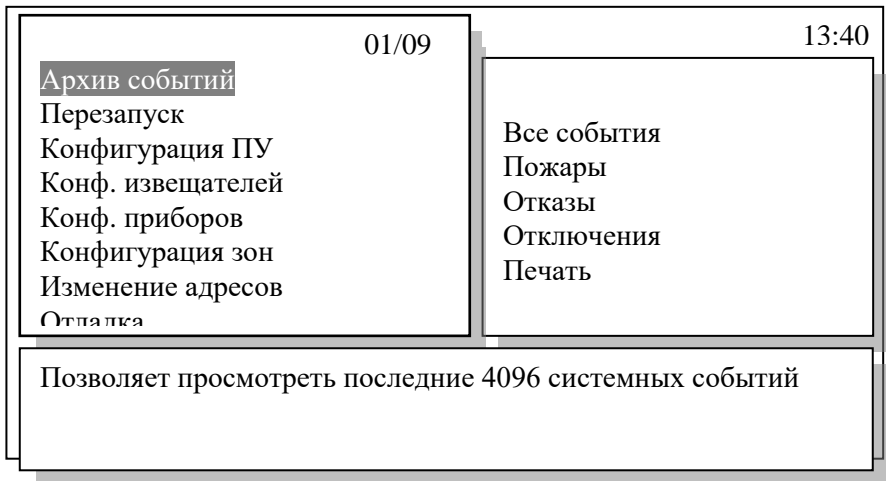 01/09
Архив событий
Перезапуск
Конфигурация ПУ
Конф. извещателей
Конф. приборов
Конфигурация зон
Изменение адресов
Отладка
13:40
Все события
Пожары
Отказы
Отключения
Печать
Позволяет просмотреть последние 4096 системных событий